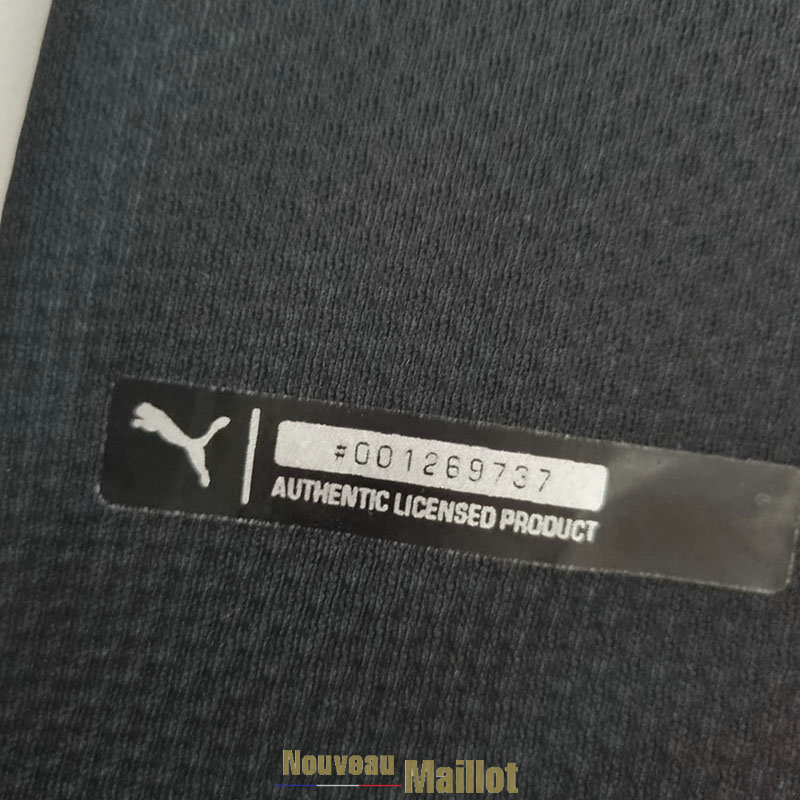 #001269737
AUTHENTIC LICENSED PRODUCT
Nouveau Maillot